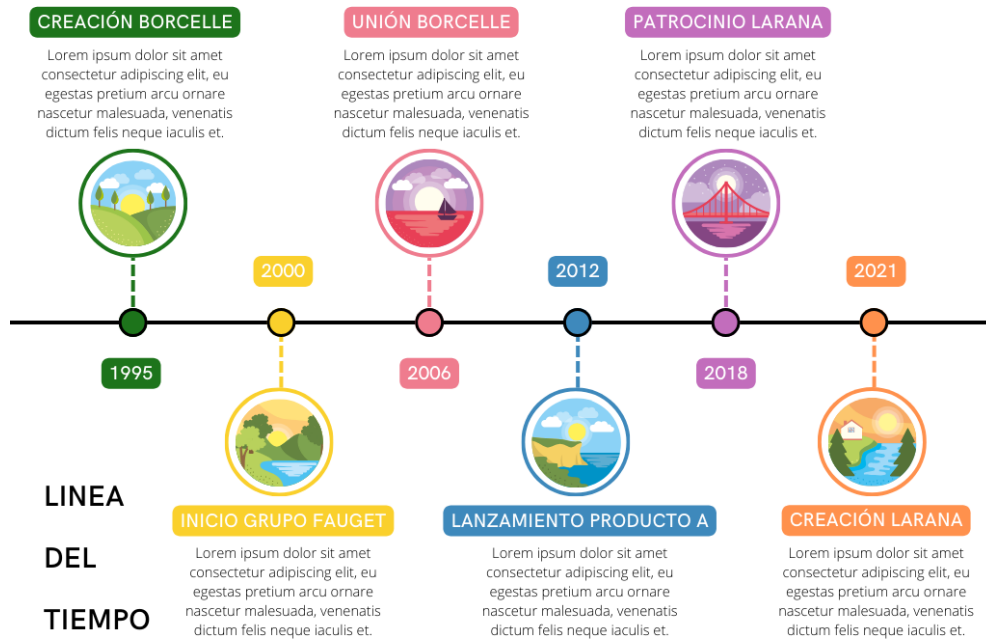 CREACIÓN BORCELLE
Lorem ipsum dolor sit amet
consectetur adipiscing elit, eu
egestas pretium arcu ornare
nascetur malesuada, venenatis
dictum felis neque iaculis et.
UNIÓN BORCELLE
Lorem ipsum dolor sit amet
consectetur adipiscing elit, eu
egestas pretium arcu ornare
nascetur malesuada, venenatis
dictum felis neque iaculis et.
PATROCINIO LARANA
Lorem ipsum dolor sit amet
consectetur adipiscing elit, eu
egestas pretium arcu ornare
nascetur malesuada, venenatis
dictum felis neque iaculis et.
2000
2012
2021
1995
2006
2018
LINEA
DEL
TIEMPO
INICIO GRUPO FAUGET
Lorem ipsum dolor sit amet
consectetur adipiscing elit, eu
egestas pretium arcu ornare
nascetur malesuada, venenatis
dictum felis neque iaculis et.
LANZAMIENTO PRODUCTO A
Lorem ipsum dolor sit amet
consectetur adipiscing elit, eu
egestas pretium arcu ornare
nascetur malesuada, venenatis
dictum felis neque iaculis et.
CREACIÓN LARANA
Lorem ipsum dolor sit amet
consectetur adipiscing elit, eu
egestas pretium arcu ornare
nascetur malesuada, venenatis
dictum felis neque iaculis et.